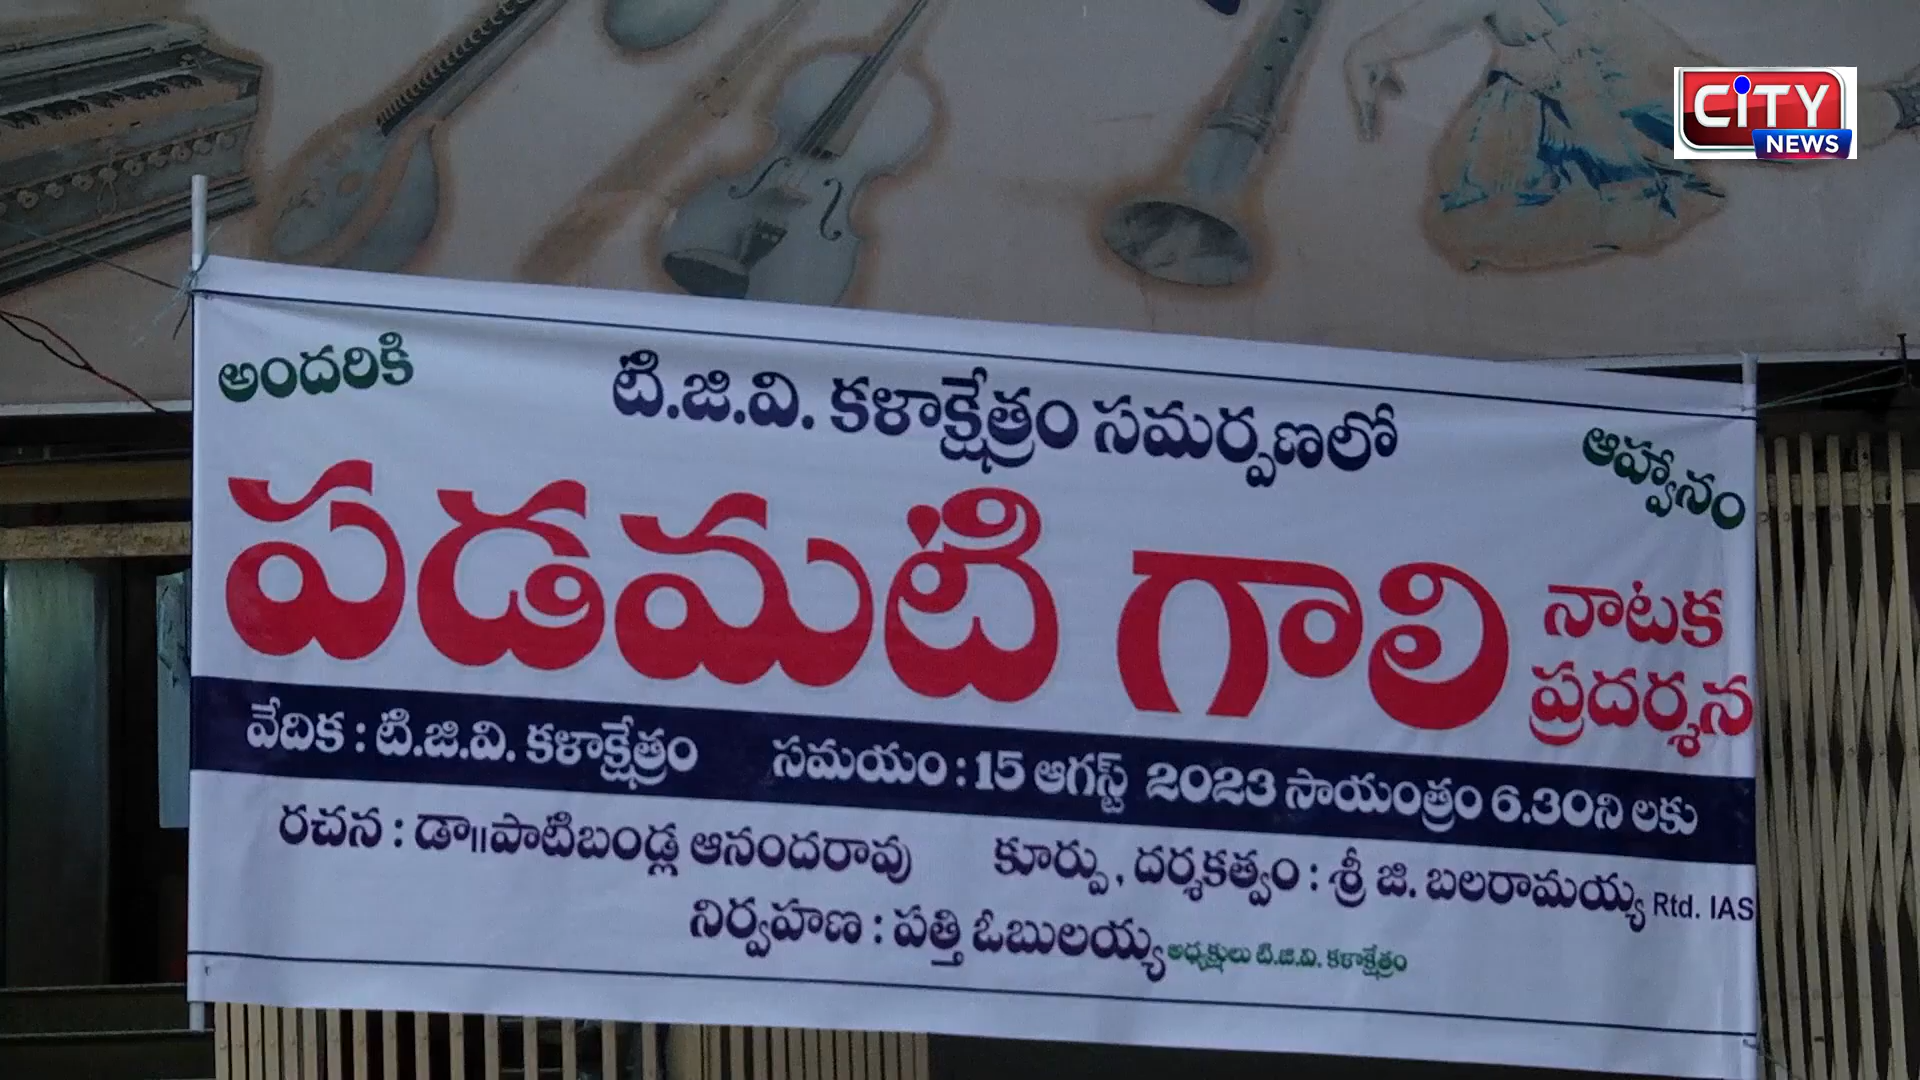 CITY
NEWS
అందరికి
టి.జి.వి. కళాక్షేత్రం సమర్పణలో
ఆహ్వానం
పడమటి గాలి
నాటక
ప్రదర్శన
వేదిక : టి.జి.వి. కళాక్షేత్రం సమయం : 15 ఆగస్ట్ 2023 సాయంత్రం 6.30ని లకు
రచన : డా॥పాటిబండ్ల ఆనందరావు కూర్పు, దర్శకత్వం : శ్రీ జి. బలరామయ్య Rtd. IAS
నిర్వహణ : పత్తి ఓబులయ్య అధ్యక్షులు టి.జి.వి. కళాక్షేత్రం